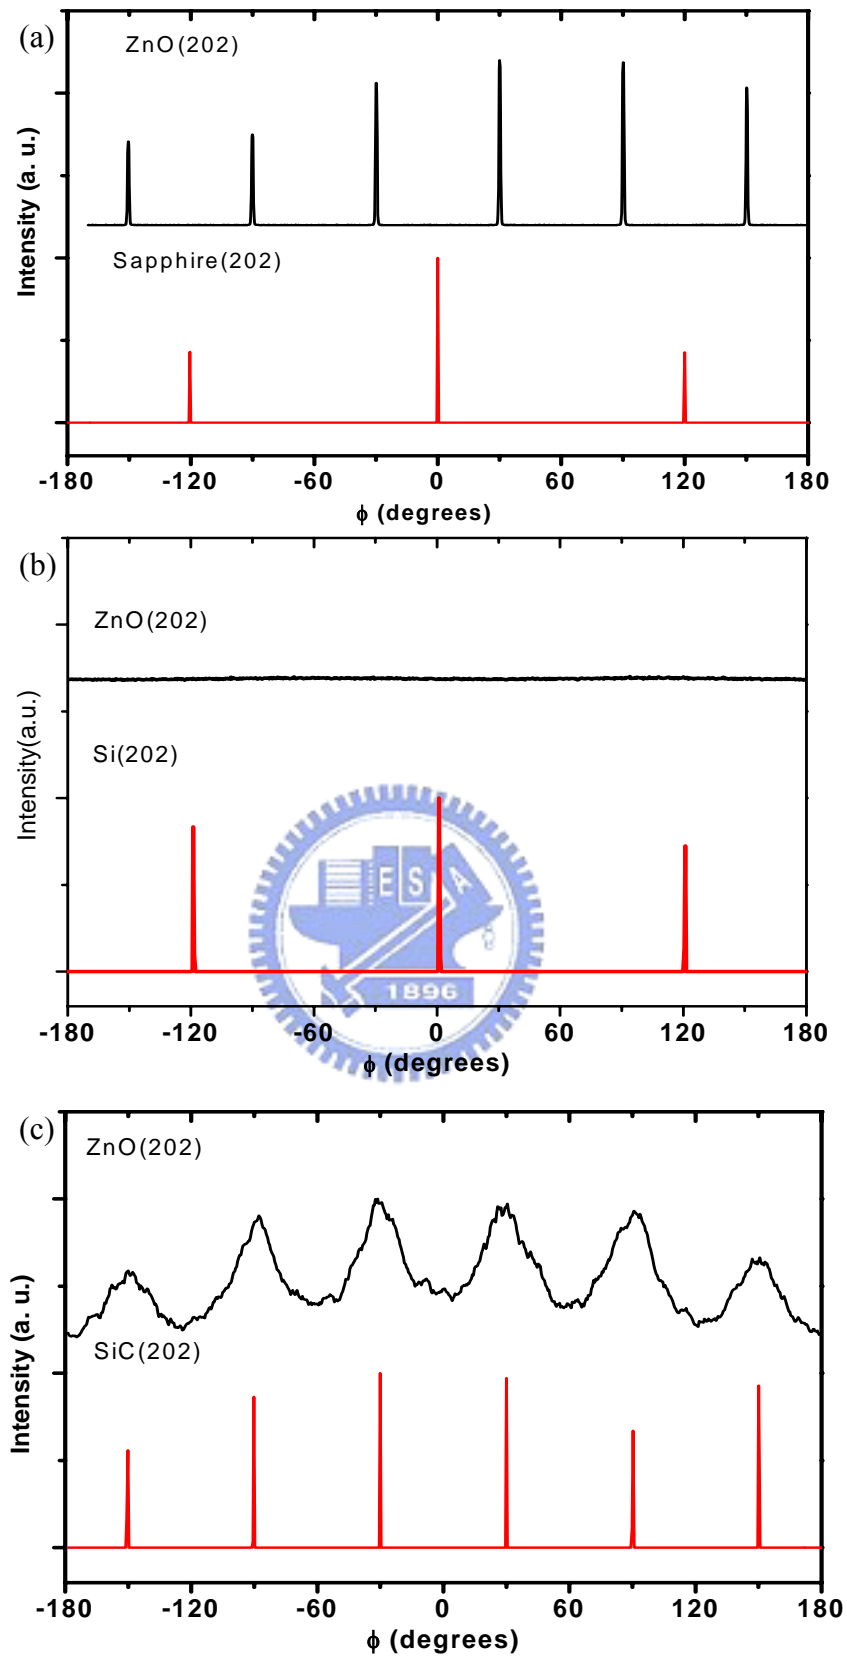 (a)
ZnO(202)
Sapphire(202)
Intensity (a. u.)
-180 -120 -60 0 60 120 180
ϕ (degrees)
(b)
ZnO(202)
Si(202)
Intensity(a.u.)
E S A
1896
-180 -120 -60 0 60 120 180
ϕ (degrees)
(c)
ZnO(202)
SiC(202)
Intensity (a. u.)
-180 -120 -60 0 60 120 180
ϕ (degrees)